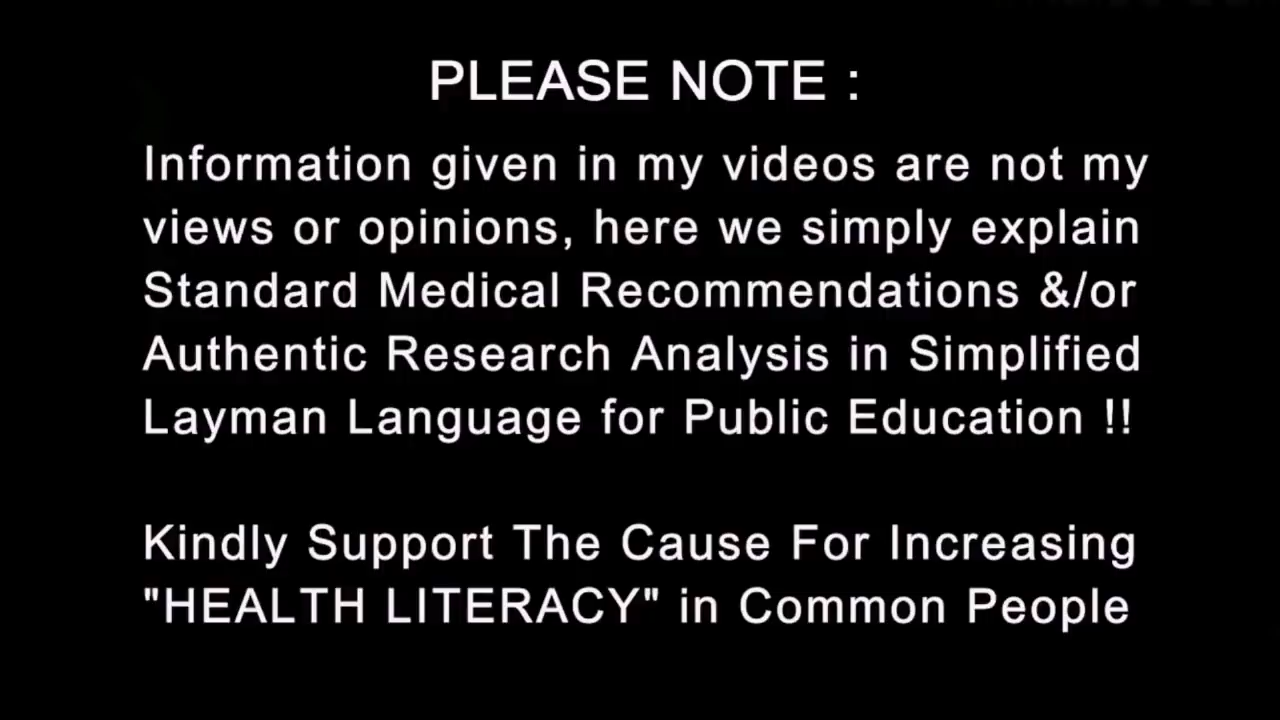 PLEASE NOTE :
Information given in my videos are not my
views or opinions, here we simply explain
Standard Medical Recommendations &/or
Authentic Research Analysis in Simplified
Layman Language for Public Education !!
Kindly Support The Cause For Increasing
"HEALTH LITERACY" in Common People